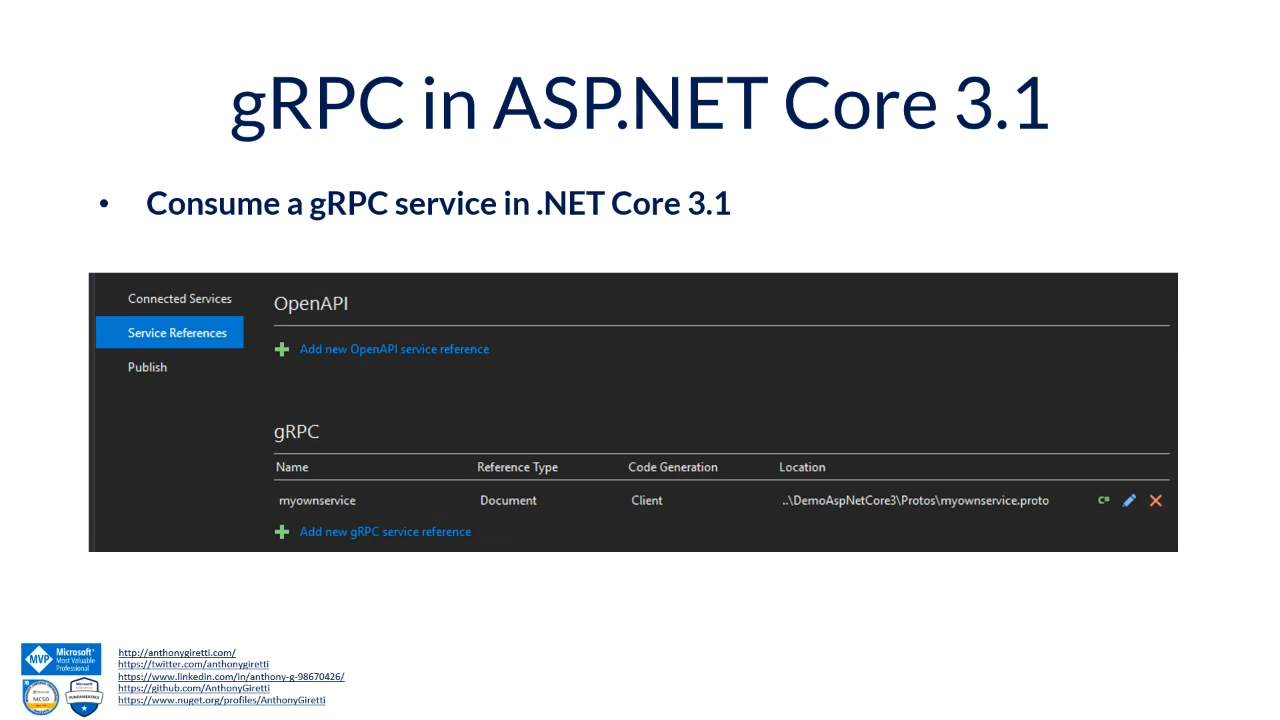 gRPC in ASP.NET Core 3.1
• Consume a gRPC service in .NET Core 3.1
Connected Services
Service References
Publish
OpenAPI
Add new OpenAPI service reference
gRPC
Name Reference Type Code Generation Location
myownservice Document Client ..\DemoAspNetCore3\Protos\myownservice.proto
Add new gRPC service reference
MVP Microsoft® Most Valuable Professional
Microsoft
MCSD
FUNDAMENTALS
http://anthonygiretti.com/
https://twitter.com/anthonygiretti
https://www.linkedin.com/in/anthony-g-98670426/
https://github.com/AnthonyGiretti
https://www.nuget.org/profiles/AnthonyGiretti